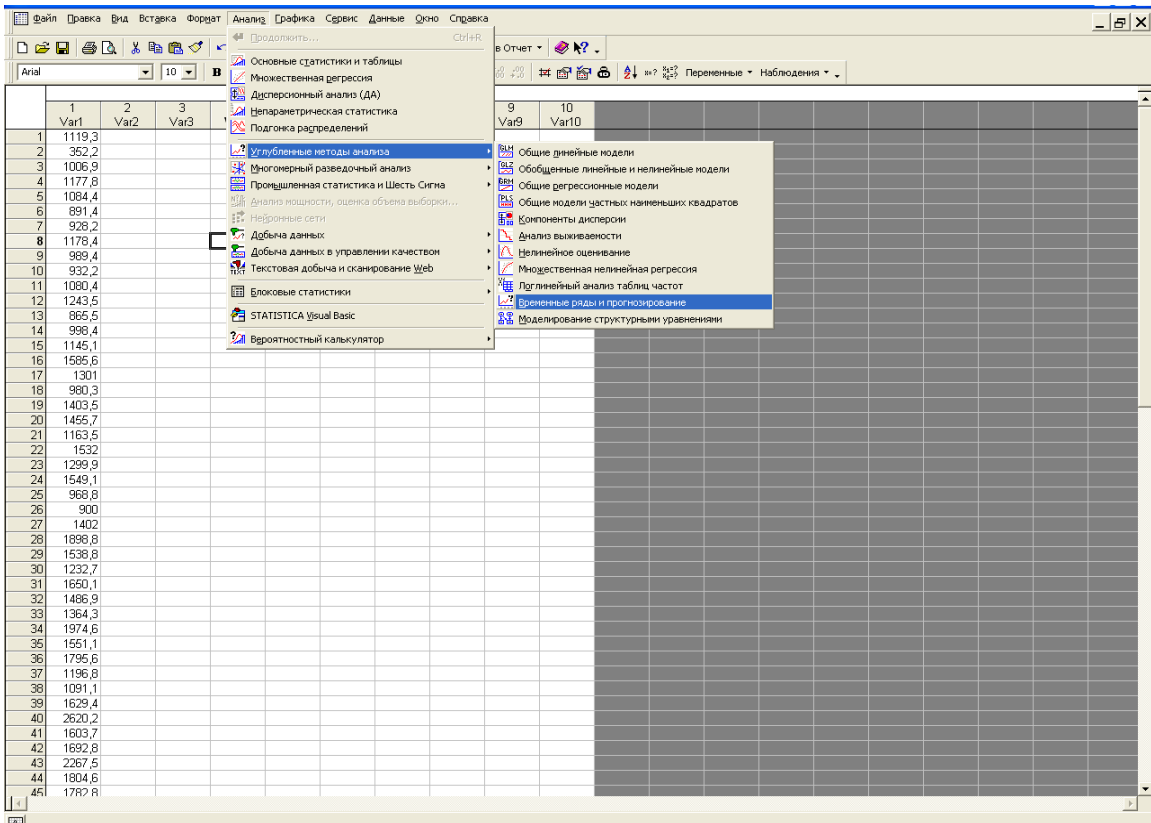 Файл Правка Вид Вставка Формат Анализ Графика Сервис Данные Окно Справка
в Отчет
Arial 10 B Переменные Наблюдения
Продолжить... Ctrl+R
Основные статистики и таблицы
Множественная регрессия
Дисперсионный анализ (ДА)
Непараметрическая статистика
Подгонка распределений
Углубленные методы анализа
Многомерный разведочный анализ
Промышленная статистика и Шесть Сигма
Анализ мощности, оценка объема выборки...
Нейронные сети
Добыча данных
Добыча данных в управлении качеством
Текстовая добыча и сканирование Web
Блоковые статистики
STATISTICA Visual Basic
Вероятностный калькулятор
Общие линейные модели
Обобщенные линейные и нелинейные модели
Общие регрессионные модели
Общие модели частных наименьших квадратов
Компоненты дисперсии
Анализ выживаемости
Нелинейное оценивание
Множественная нелинейная регрессия
Логлинейный анализ таблиц частот
Временные ряды и прогнозирование
Моделирование структурными уравнениями
1 2 3 9 10
Var1 Var2 Var3 Var9 Var10
1 1119,3
2 352,2
3 1006,9
4 1177,8
5 1084,4
6 891,4
7 928,2
8 1178,4
9 989,4
10 932,2
11 1080,4
12 1243,5
13 865,5
14 998,4
15 1145,1
16 1585,6
17 1301
18 980,3
19 1403,5
20 1455,7
21 1163,5
22 1532
23 1299,9
24 1549,1
25 968,8
26 900
27 1402
28 1898,8
29 1538,8
30 1232,7
31 1650,1
32 1486,9
33 1364,3
34 1974,6
35 1551,1
36 1795,6
37 1196,8
38 1091,1
39 1629,4
40 2620,2
41 1603,7
42 1692,8
43 2267,5
44 1804,6
45 1782,8